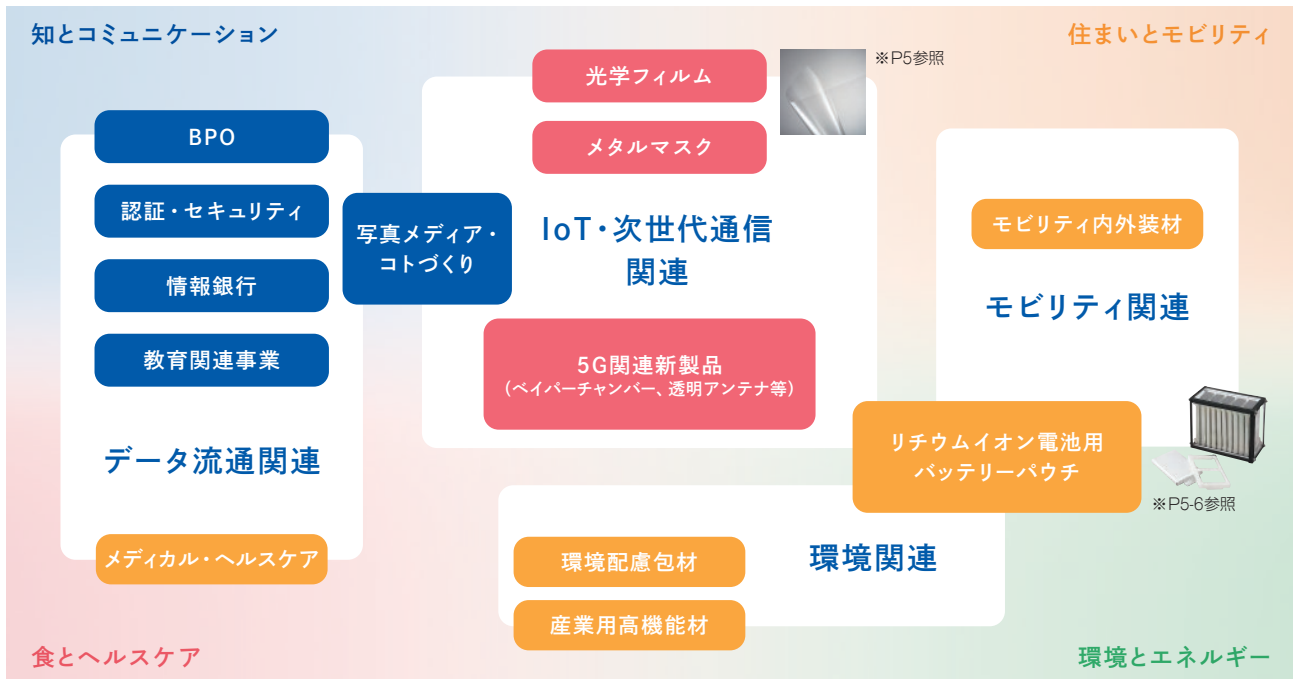 知とコミュニケーション
住まいとモビリティ
光学フィルム
※P5参照
メタルマスク
BPO
認証・セキュリティ
情報銀行
教育関連事業
データ流通関連
メディカル・ヘルスケア
写真メディア・
コトづくり
IoT・次世代通信
関連
5G関連新製品
(ベイパーチャンバー、透明アンテナ等)
モビリティ内外装材
モビリティ関連
リチウムイオン電池用
バッテリーパウチ
※P5-6参照
環境配慮包材
環境関連
産業用高機能材
食とヘルスケア
環境とエネルギー